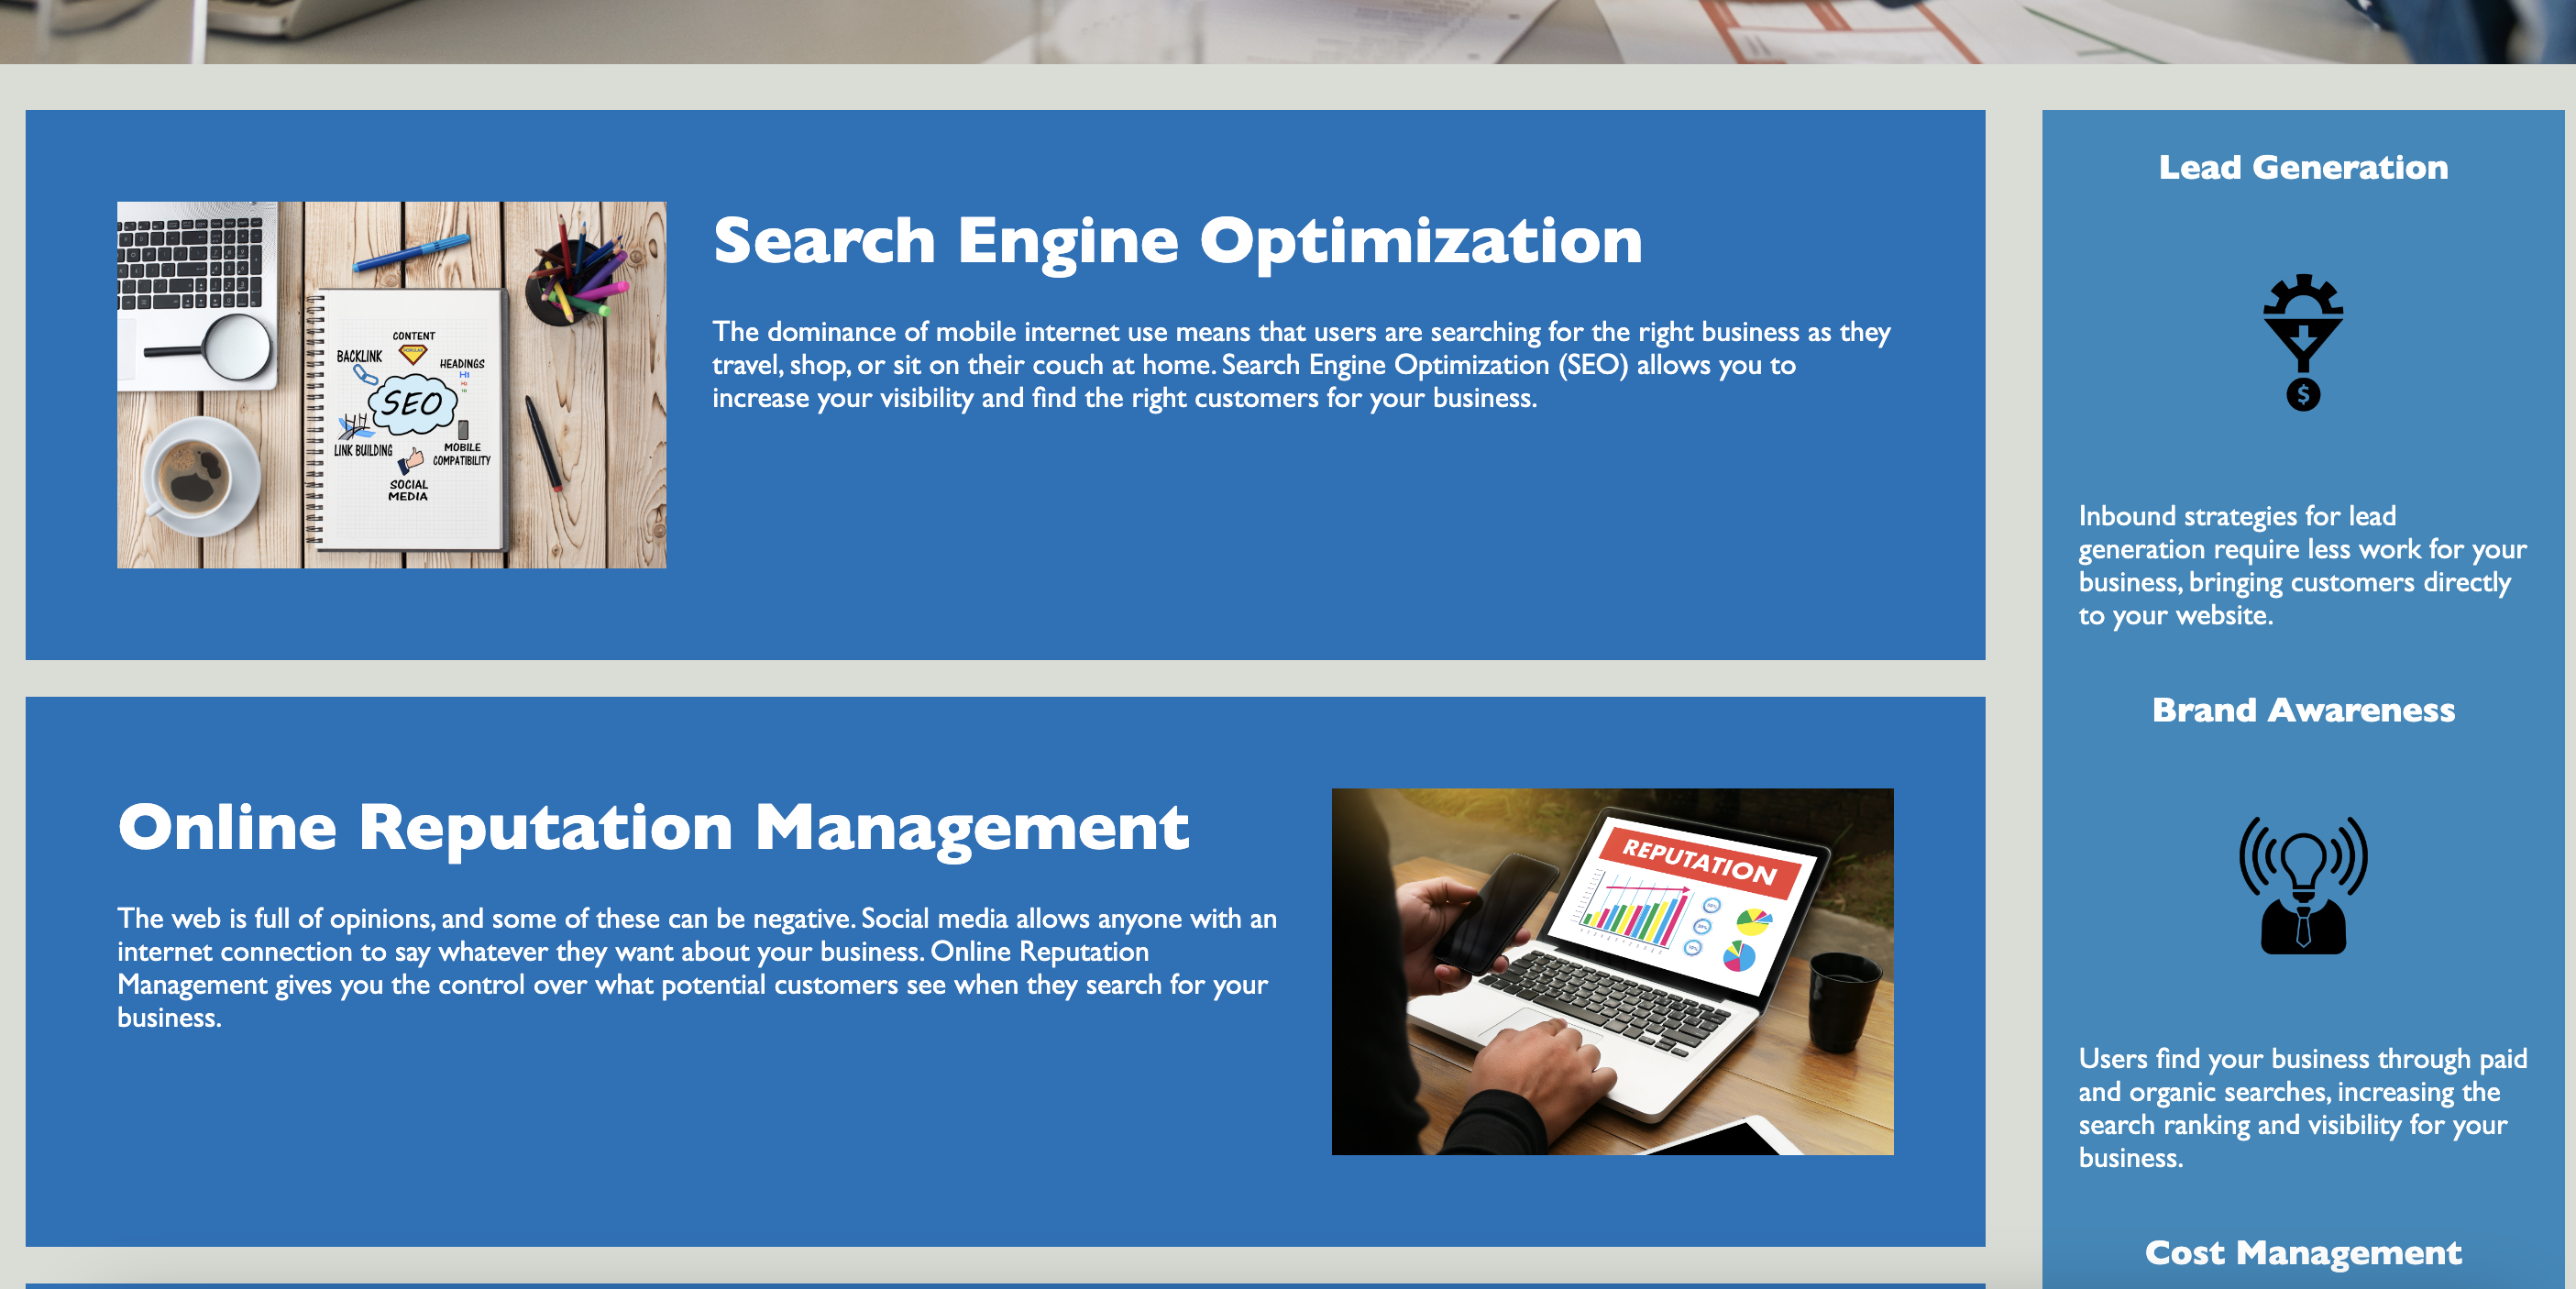 Search Engine Optimization
The dominance of mobile internet use means that users are searching for the right business as they
travel, shop, or sit on their couch at home. Search Engine Optimization (SEO) allows you to
increase your visibility and find the right customers for your business.
CONTENT
BACKLINK
HEADINGS
H1
SEO
LINK BUILDING
MOBILE
COMPATIBILITY
SOCIAL
MEDIA
Online Reputation Management
The web is full of opinions, and some of these can be negative. Social media allows anyone with an
internet connection to say whatever they want about your business. Online Reputation
Management gives you the control over what potential customers see when they search for your
business.
REPUTATION
Lead Generation
$
Inbound strategies for lead
generation require less work for your
business, bringing customers directly
to your website.
Brand Awareness
Users find your business through paid
and organic searches, increasing the
search ranking and visibility for your
business.
Cost Management